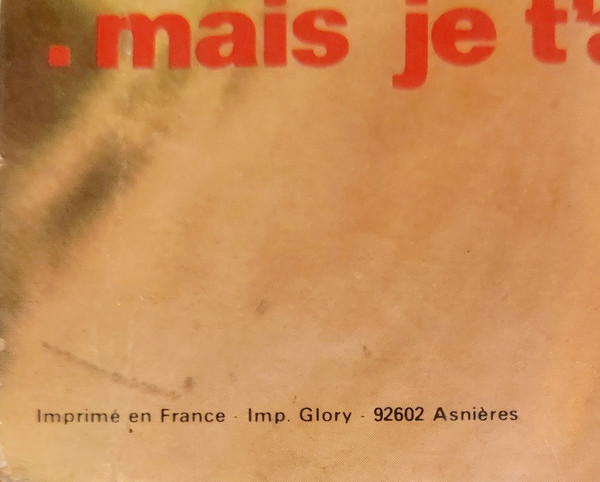 . mais je t'a
Imprimé en France - Imp. Glory - 92602 Asnières